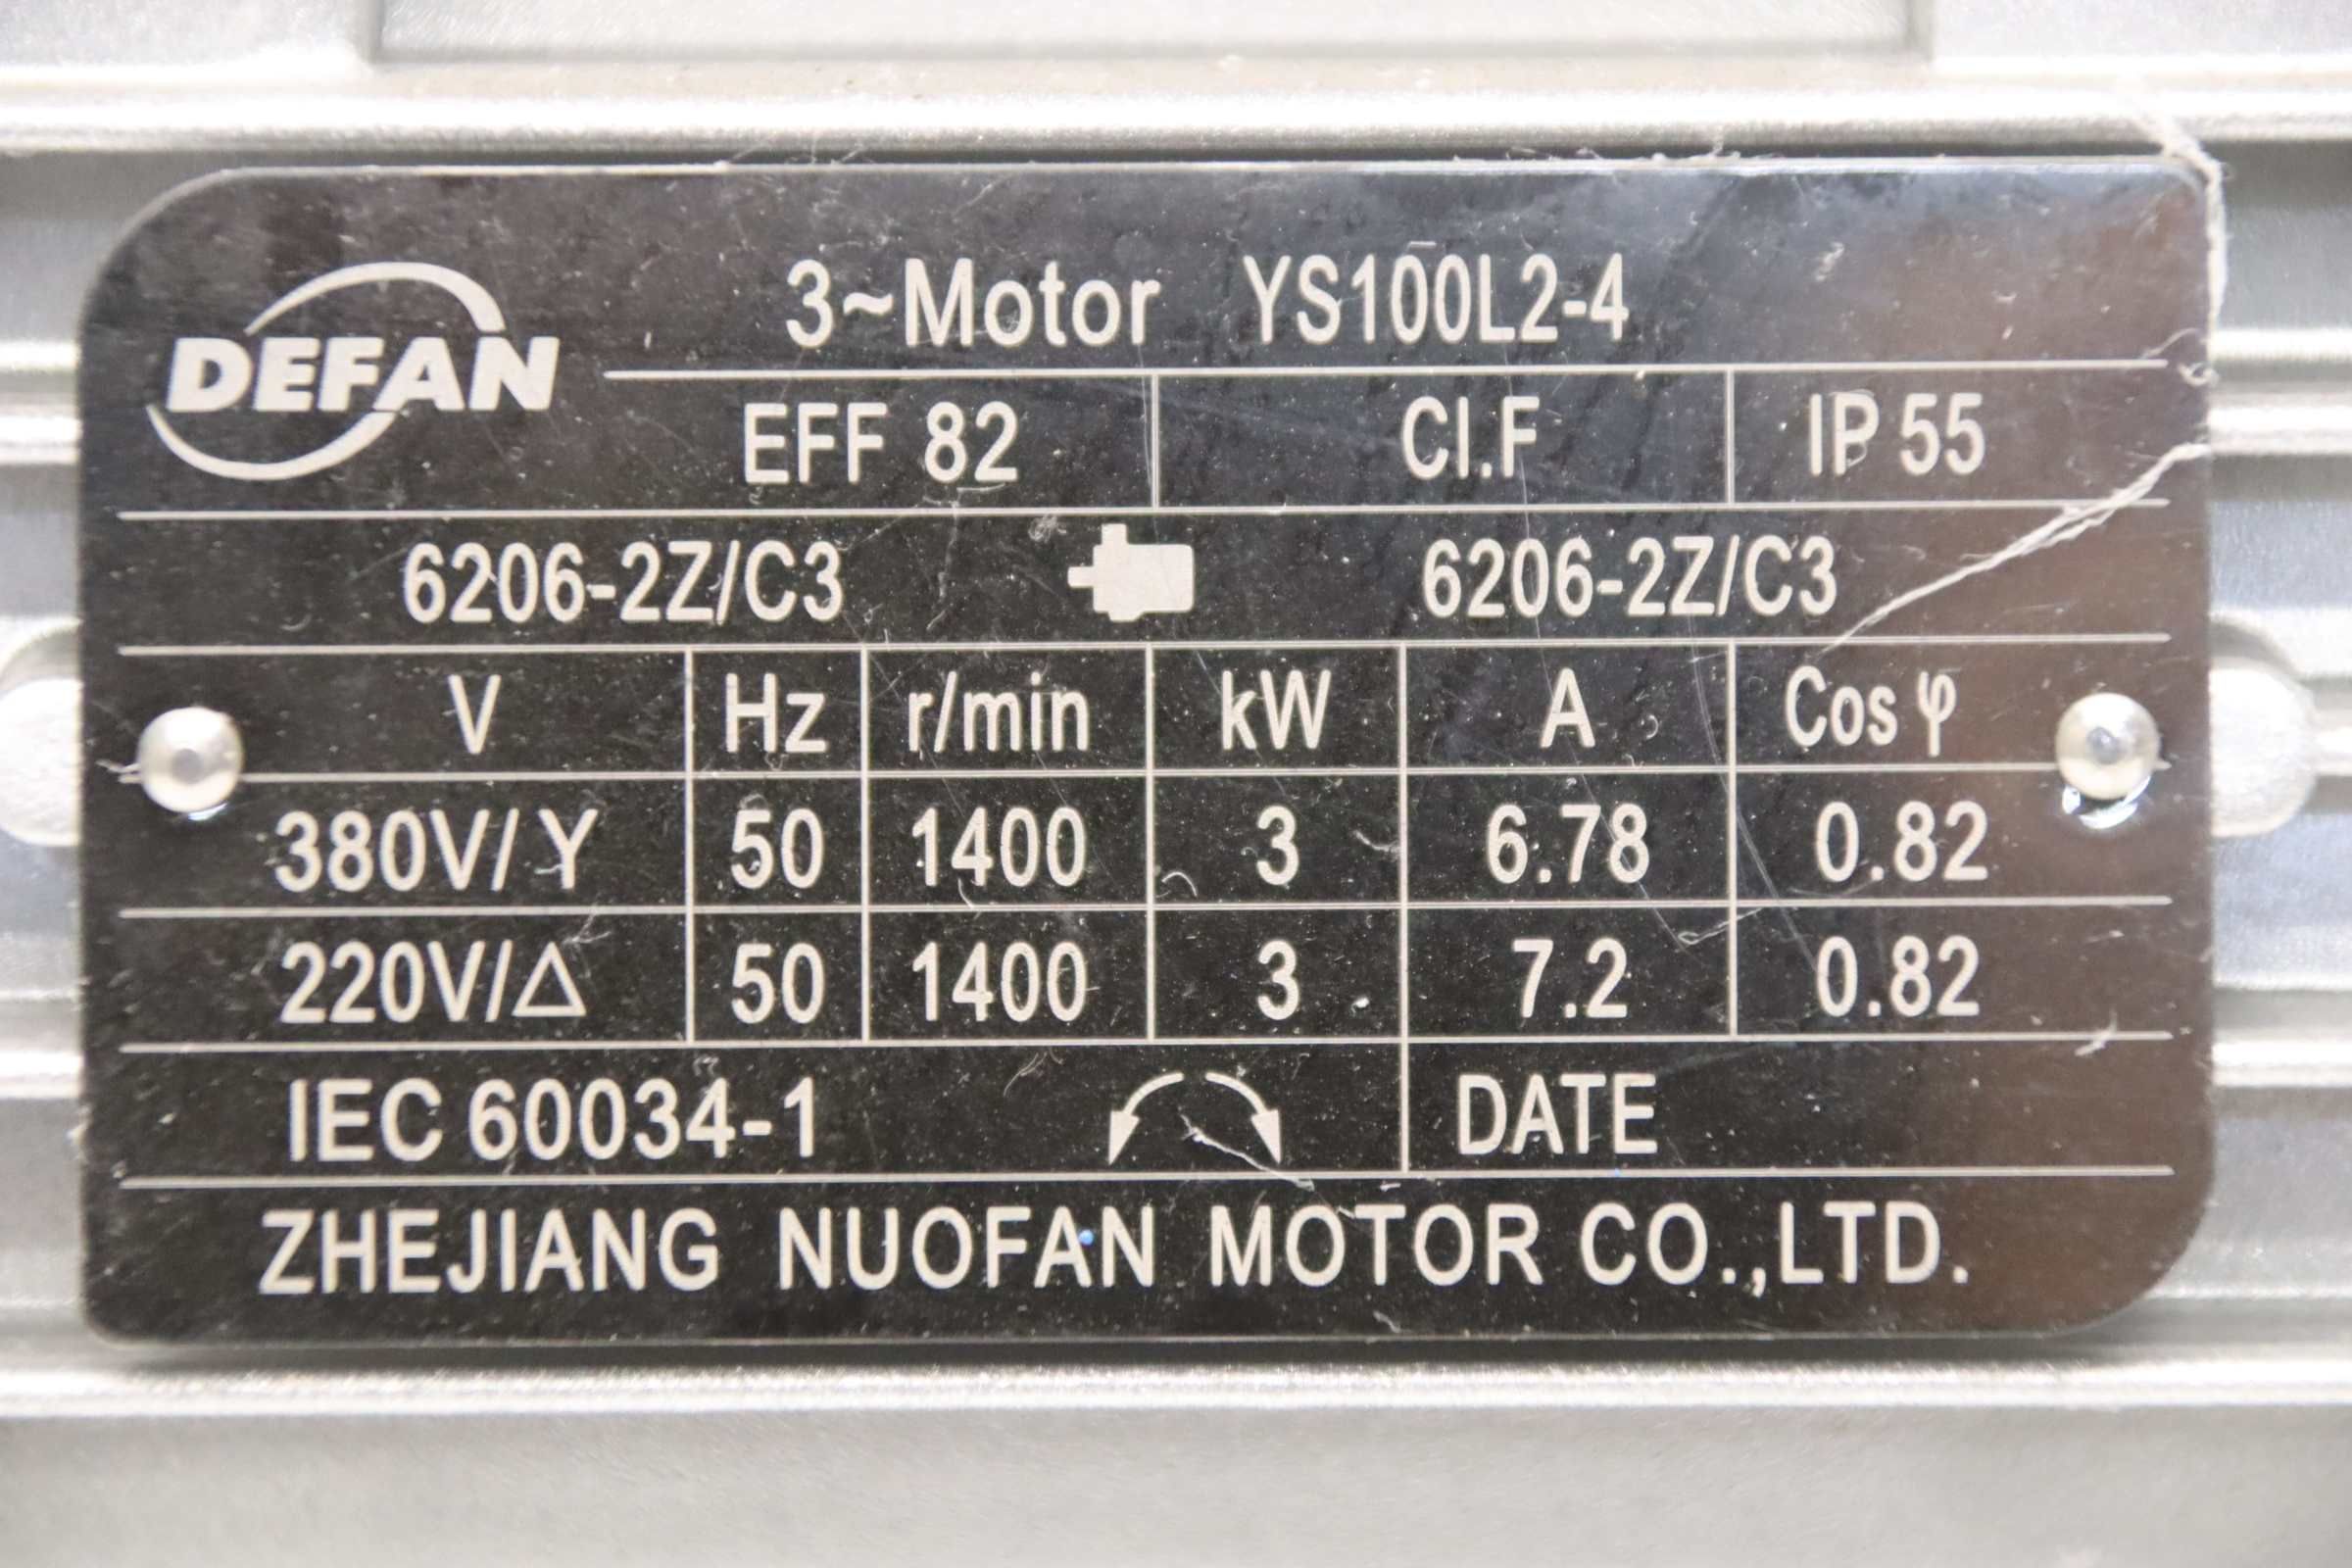 DEFAN
3~Motor YS100L2-4
EFF 82 Cl.F IP 55
6206-2Z/C3 6206-2Z/C3
V Hz r/min kW A Cos φ
380V/Y 50 1400 3 6.78 0.82
220V/△ 50 1400 3 7.2 0.82
IEC 60034-1 DATE
ZHEJIANG NUOFAN MOTOR CO.,LTD.